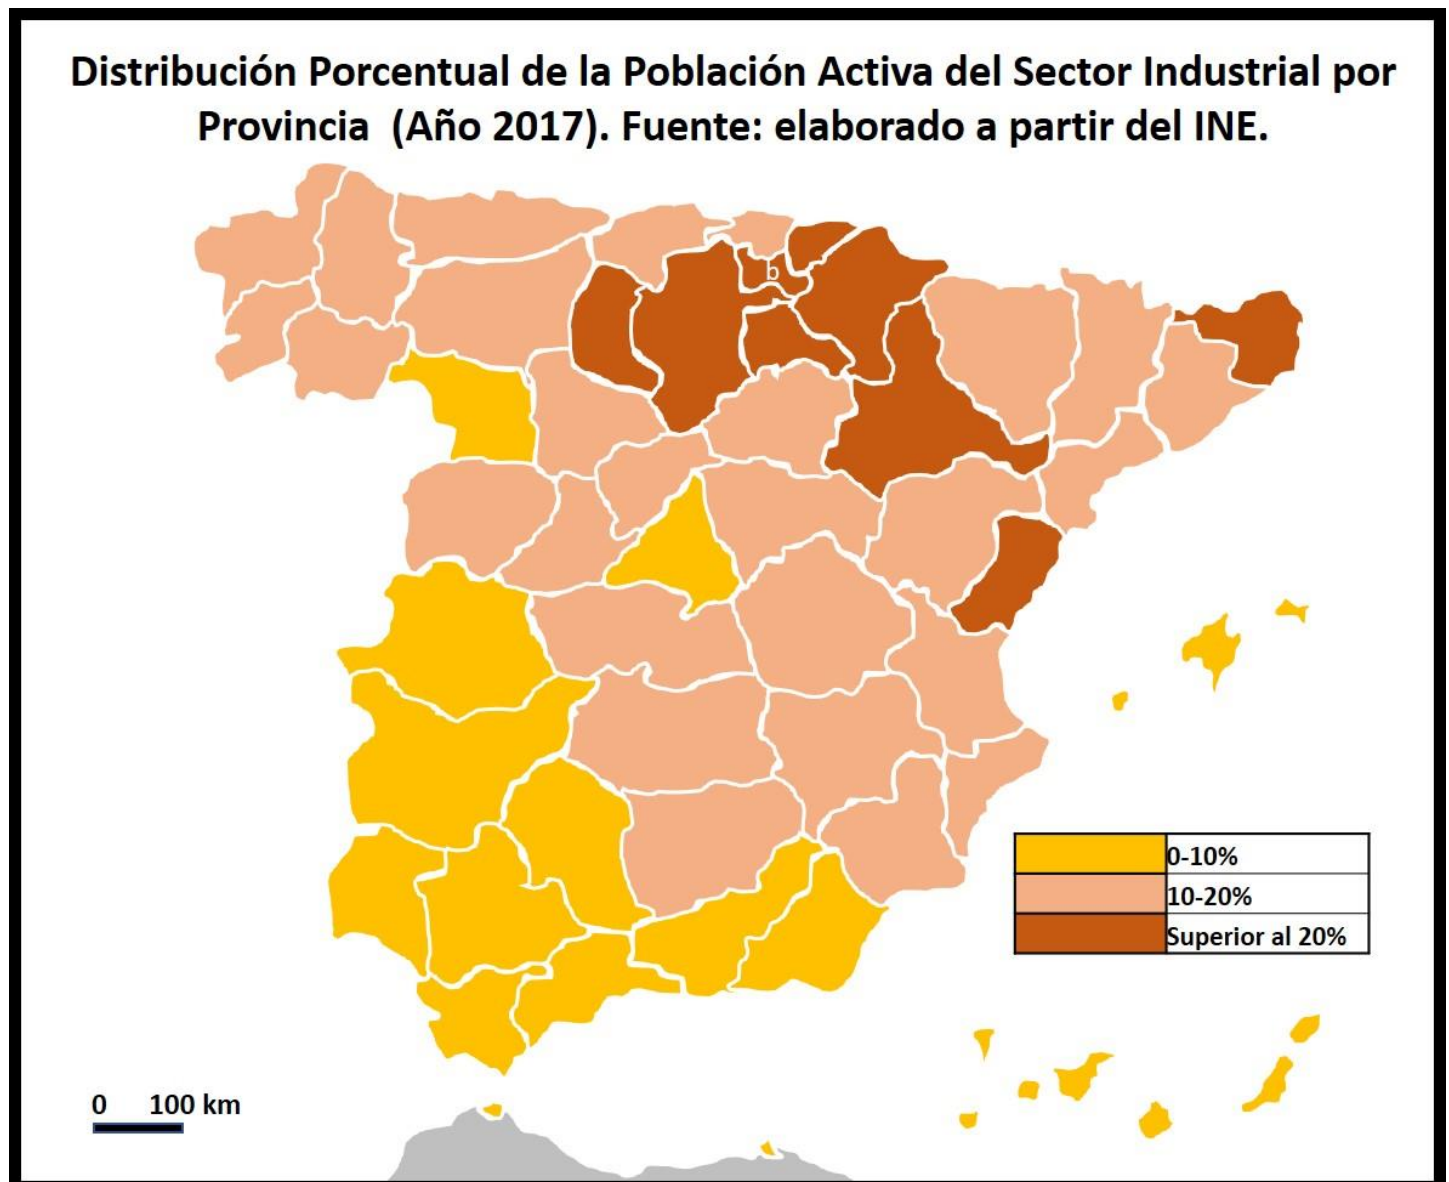 Distribución Porcentual de la Población Activa del Sector Industrial por
Provincia  (Año 2017). Fuente: elaborado a partir del INE.
b
0-10%
10-20%
Superior al 20%
0 100 km